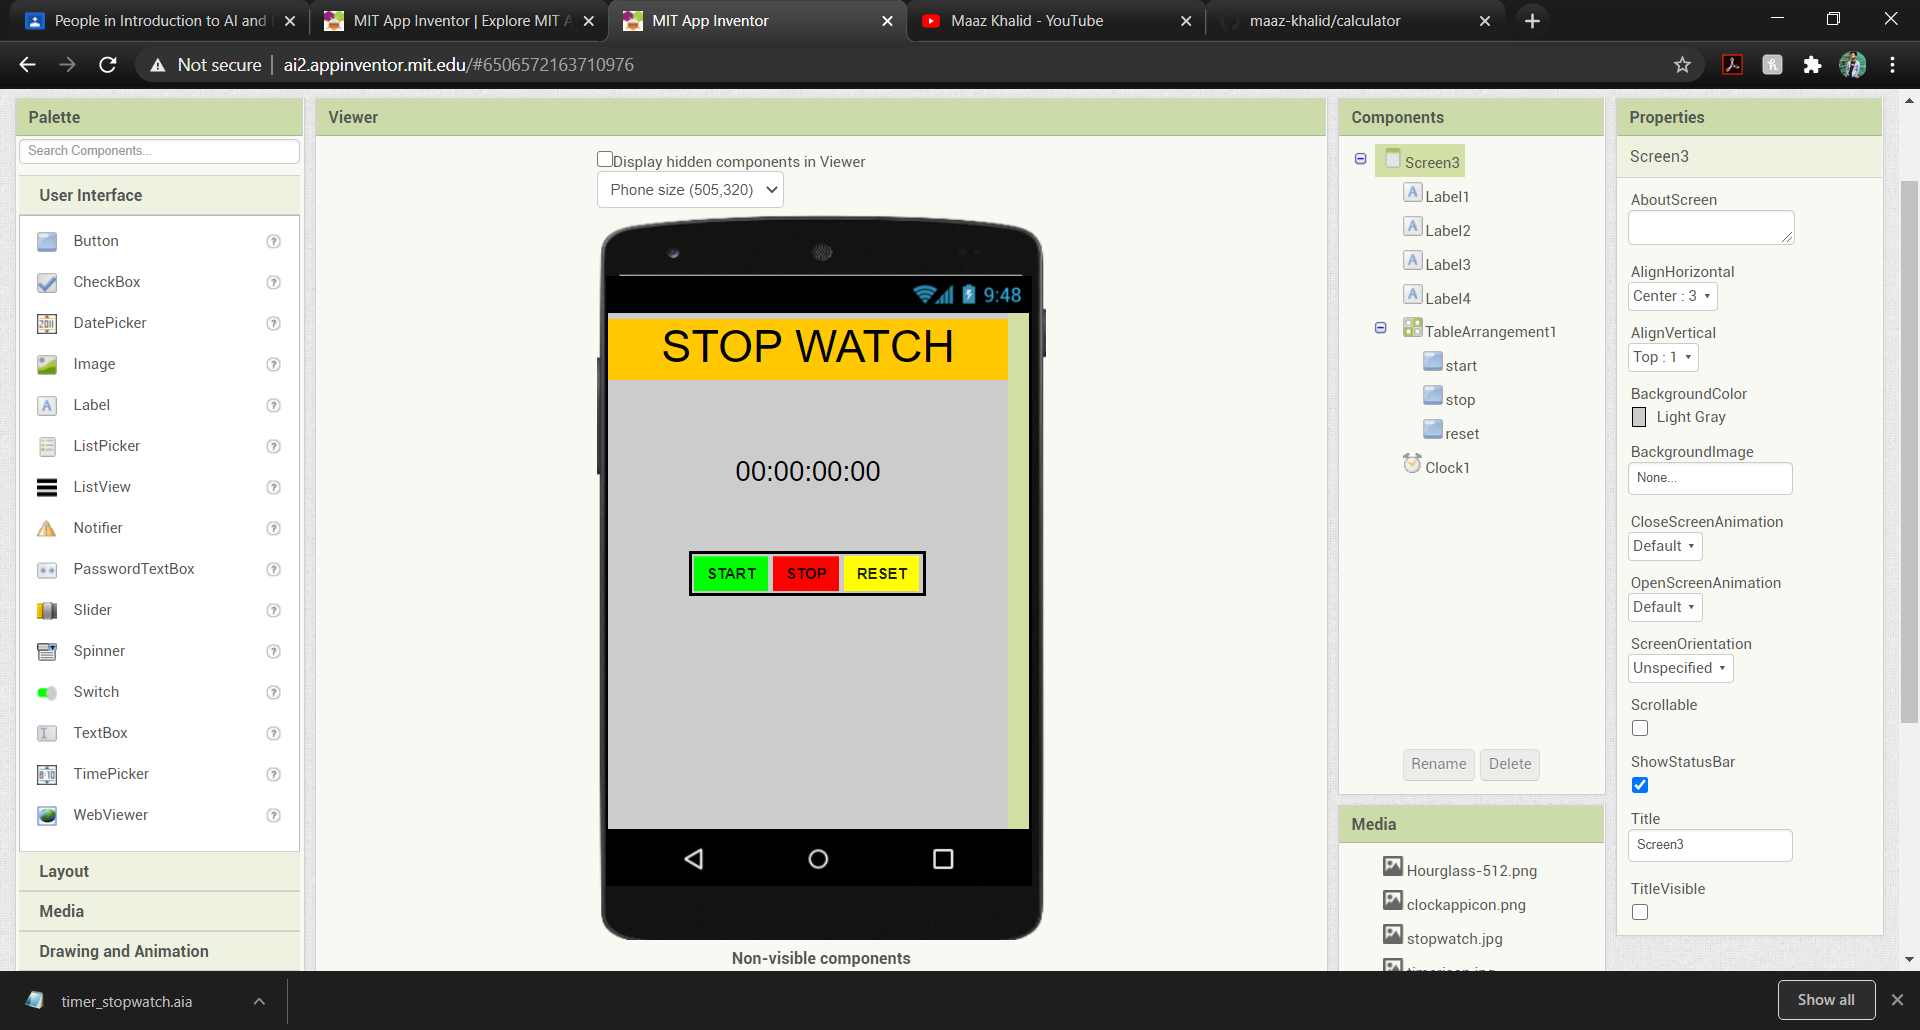 People in Introduction to AI and
MIT App Inventor | Explore MIT A
MIT App Inventor
Maaz Khalid - YouTube
maaz-khalid/calculator
Not secure
ai2.appinventor.mit.edu/#6506572163710976
Palette
Search Components...
User Interface
Button
CheckBox
DatePicker
Image
Label
ListPicker
ListView
Notifier
PasswordTextBox
Slider
Spinner
Switch
TextBox
TimePicker
WebViewer
Layout
Media
Drawing and Animation
Viewer
Display hidden components in Viewer
Phone size (505,320)
9:48
STOP WATCH
00:00:00:00
START STOP RESET
Non-visible components
Components
Screen3
Label1
Label2
Label3
Label4
TableArrangement1
start
stop
reset
Clock1
Rename Delete
Media
Hourglass-512.png
clockappicon.png
stopwatch.jpg
Properties
Screen3
AboutScreen
AlignHorizontal
Center : 3
AlignVertical
Top : 1
BackgroundColor
Light Gray
BackgroundImage
None...
CloseScreenAnimation
Default
OpenScreenAnimation
Default
ScreenOrientation
Unspecified
Scrollable
ShowStatusBar
Title
Screen3
TitleVisible
timer_stopwatch.aia
Show all